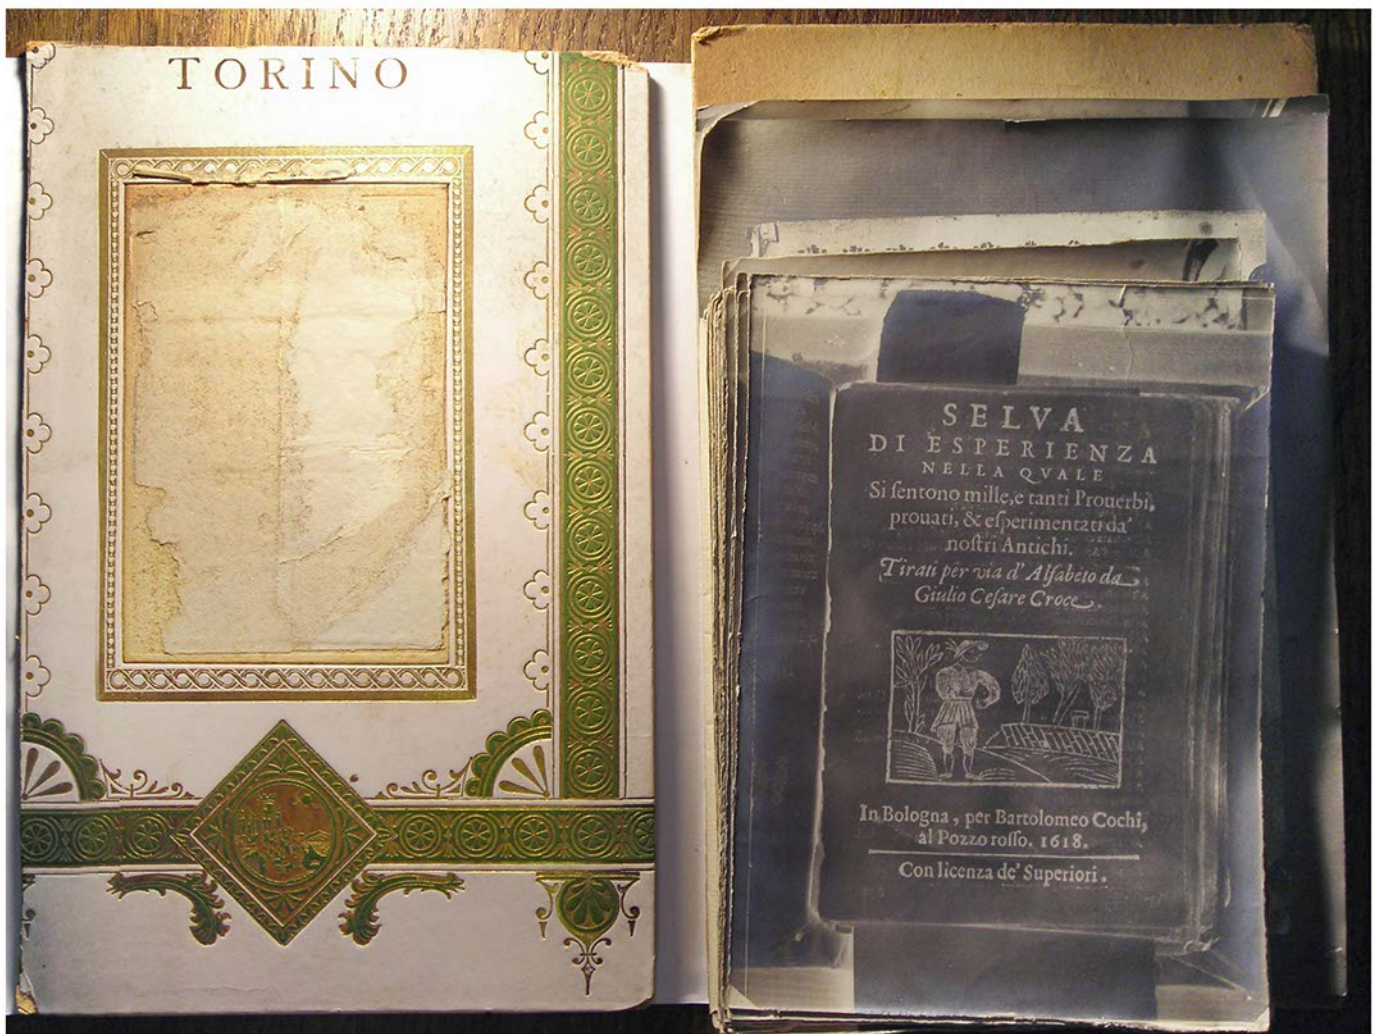 TORINO
SELVA
DI ESPERIENZA
NELLA QVALE
Si ſentono mille, e tanti Prouerbi,
prouati, & eſperimentati da'
noſtri Antichi.
Tirati per via d' Alfabeto da
Giulio Ceſare Croce.
In Bologna, per Bartolomeo Cochi,
al Pozzo roſſo. 1618.
Con licenza de' Superiori.